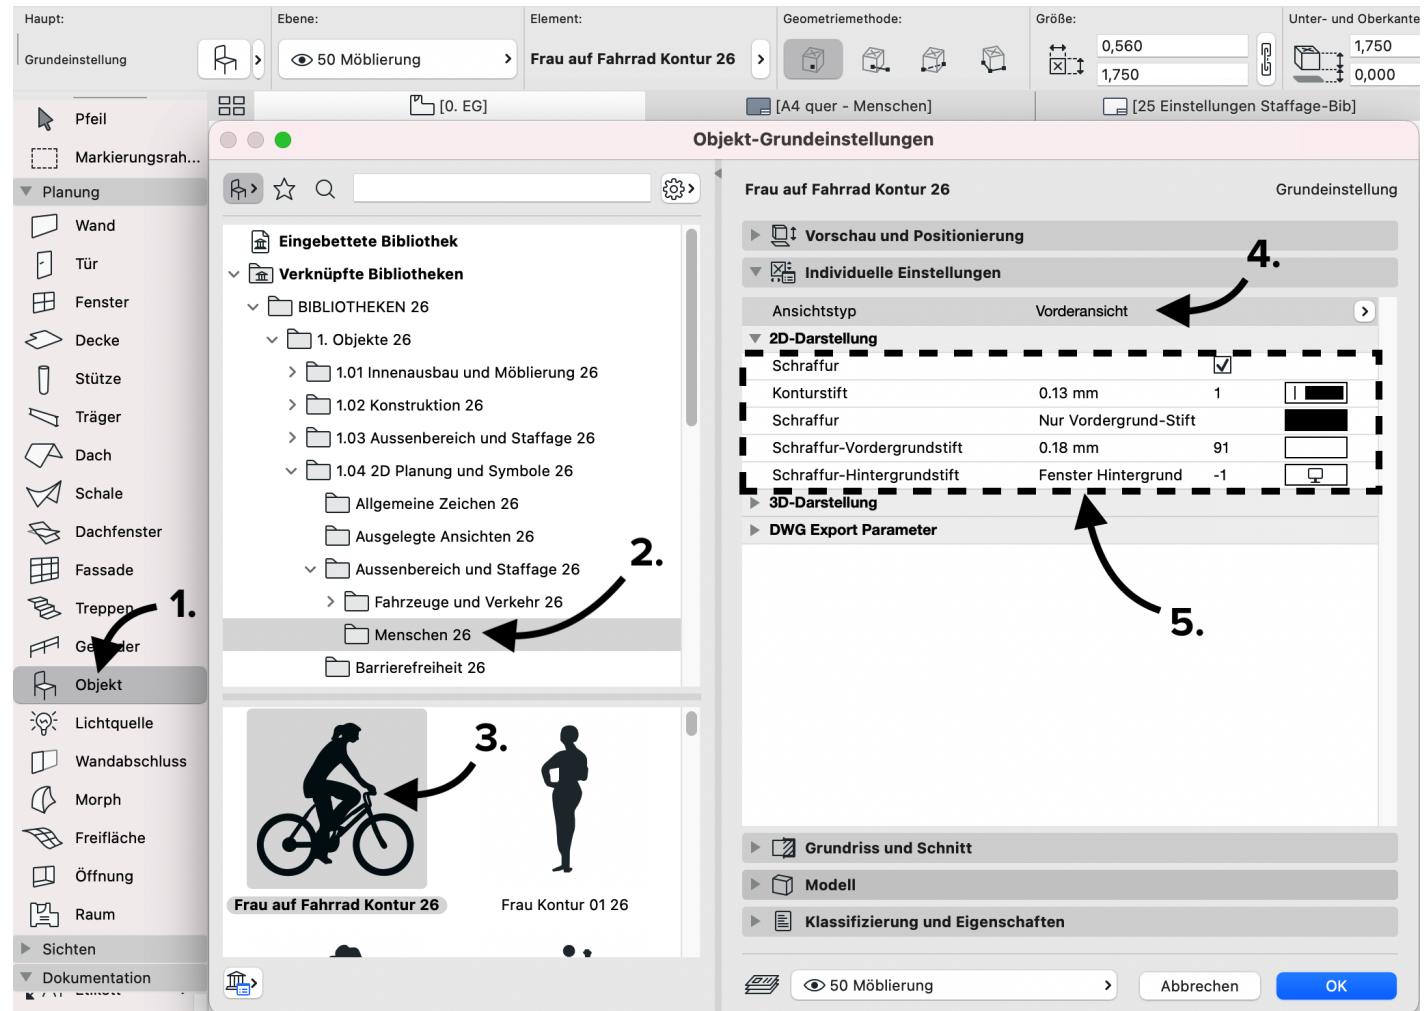 Haupt:
Ebene:
Element:
Geometriemethode:
Größe:
Unter- und Oberkante
Grundeinstellung
50 Möblierung
Frau auf Fahrrad Kontur 26
0,560
1,750
1,750
0,000
[0. EG]
[A4 quer - Menschen]
[25 Einstellungen Staffage-Bib]
Pfeil
Markierungsrah...
Planung
Wand
Tür
Fenster
Decke
Stütze
Träger
Dach
Schale
Dachfenster
Fassade
Treppen
Objekt
Lichtquelle
Wandabschluss
Morph
Freifläche
Öffnung
Raum
Sichten
Dokumentation
1.
Objekt-Grundeinstellungen
Eingebettete Bibliothek
Verknüpfte Bibliotheken
BIBLIOTHEKEN 26
1. Objekte 26
1.01 Innenausbau und Möblierung 26
1.02 Konstruktion 26
1.03 Aussenbereich und Staffage 26
1.04 2D Planung und Symbole 26
Allgemeine Zeichen 26
Ausgelegte Ansichten 26
Aussenbereich und Staffage 26
Fahrzeuge und Verkehr 26
Menschen 26
Barrierefreiheit 26
2.
3.
Frau auf Fahrrad Kontur 26
Frau Kontur 01 26
Frau auf Fahrrad Kontur 26
Grundeinstellung
Vorschau und Positionierung
4.
Individuelle Einstellungen
Ansichtstyp Vorderansicht
2D-Darstellung
Schraffur
Konturstift 0.13 mm 1
Schraffur Nur Vordergrund-Stift
Schraffur-Vordergrundstift 0.18 mm 91
Schraffur-Hintergrundstift Fenster Hintergrund -1
3D-Darstellung
DWG Export Parameter
5.
Grundriss und Schnitt
Modell
Klassifizierung und Eigenschaften
50 Möblierung
Abbrechen
OK